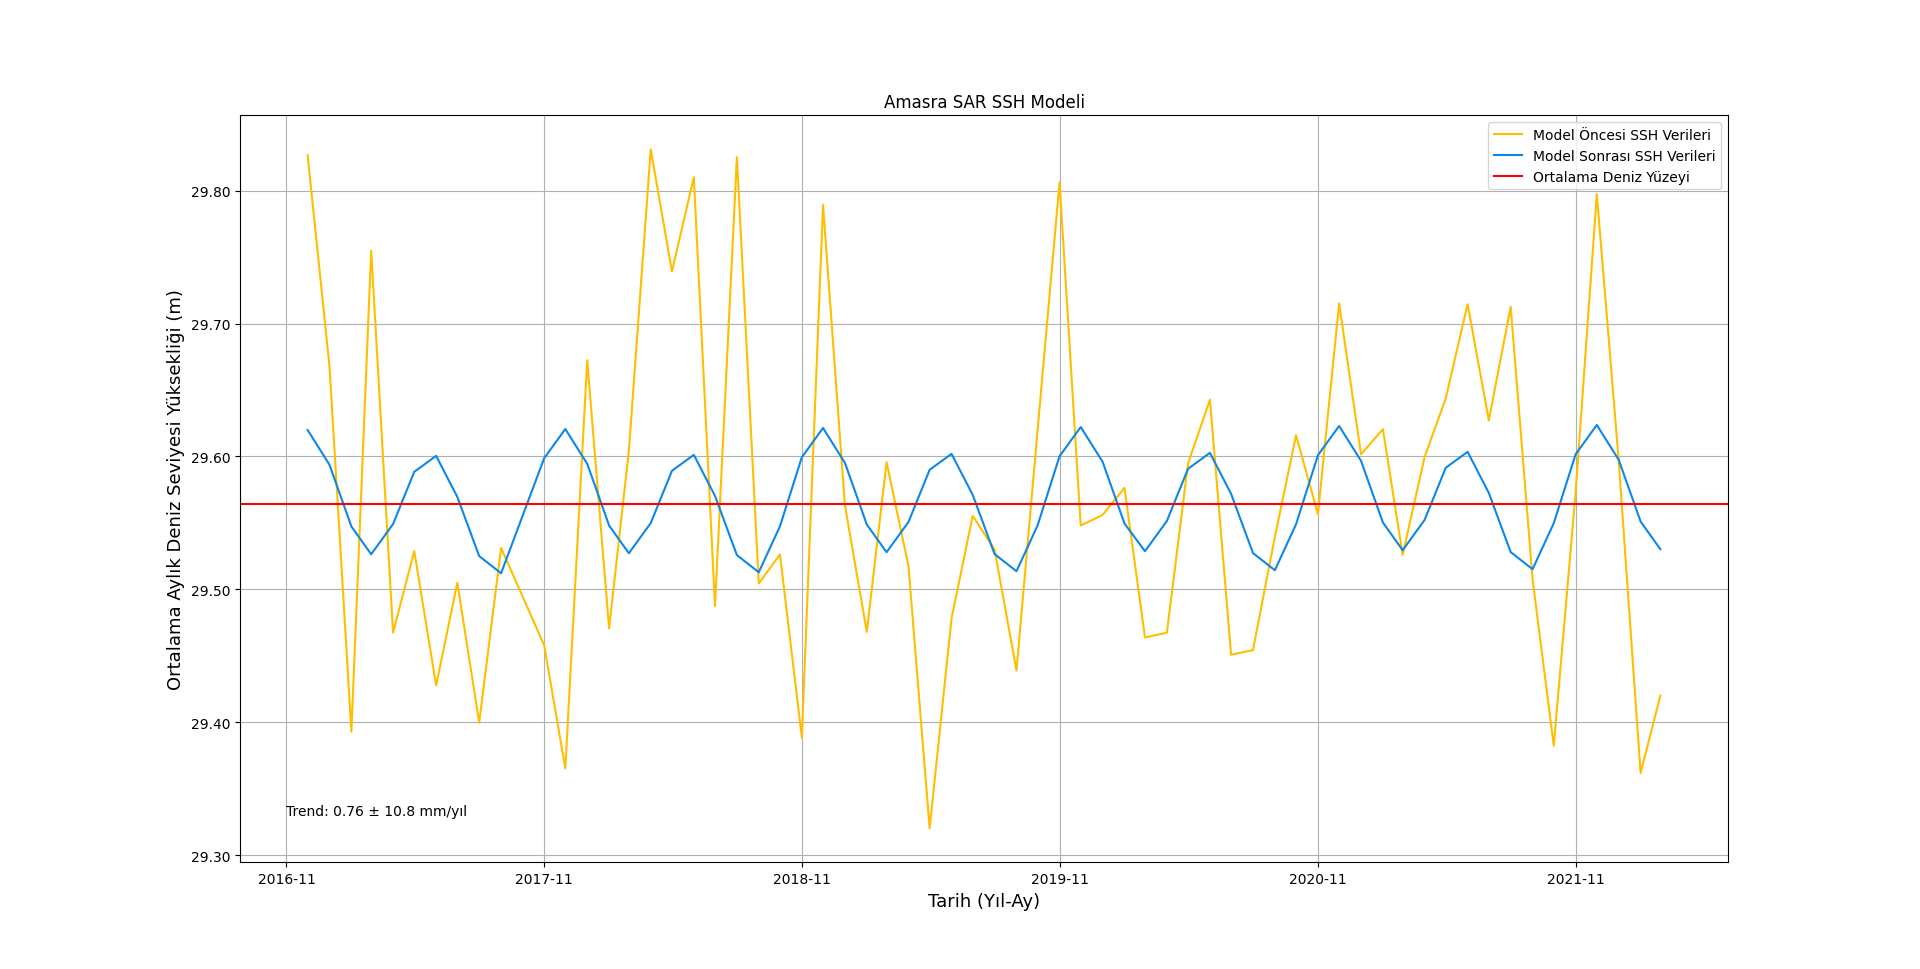 Amasra SAR SSH Modeli
Model Öncesi SSH Verileri
Model Sonrası SSH Verileri
Ortalama Deniz Yüzeyi
Ortalama Aylık Deniz Seviyesi Yüksekliği (m)
29.80
29.70
29.60
29.50
29.40
29.30
Trend: 0.76 ± 10.8 mm/yıl
2016-11
2017-11
2018-11
2019-11
2020-11
2021-11
Tarih (Yıl-Ay)